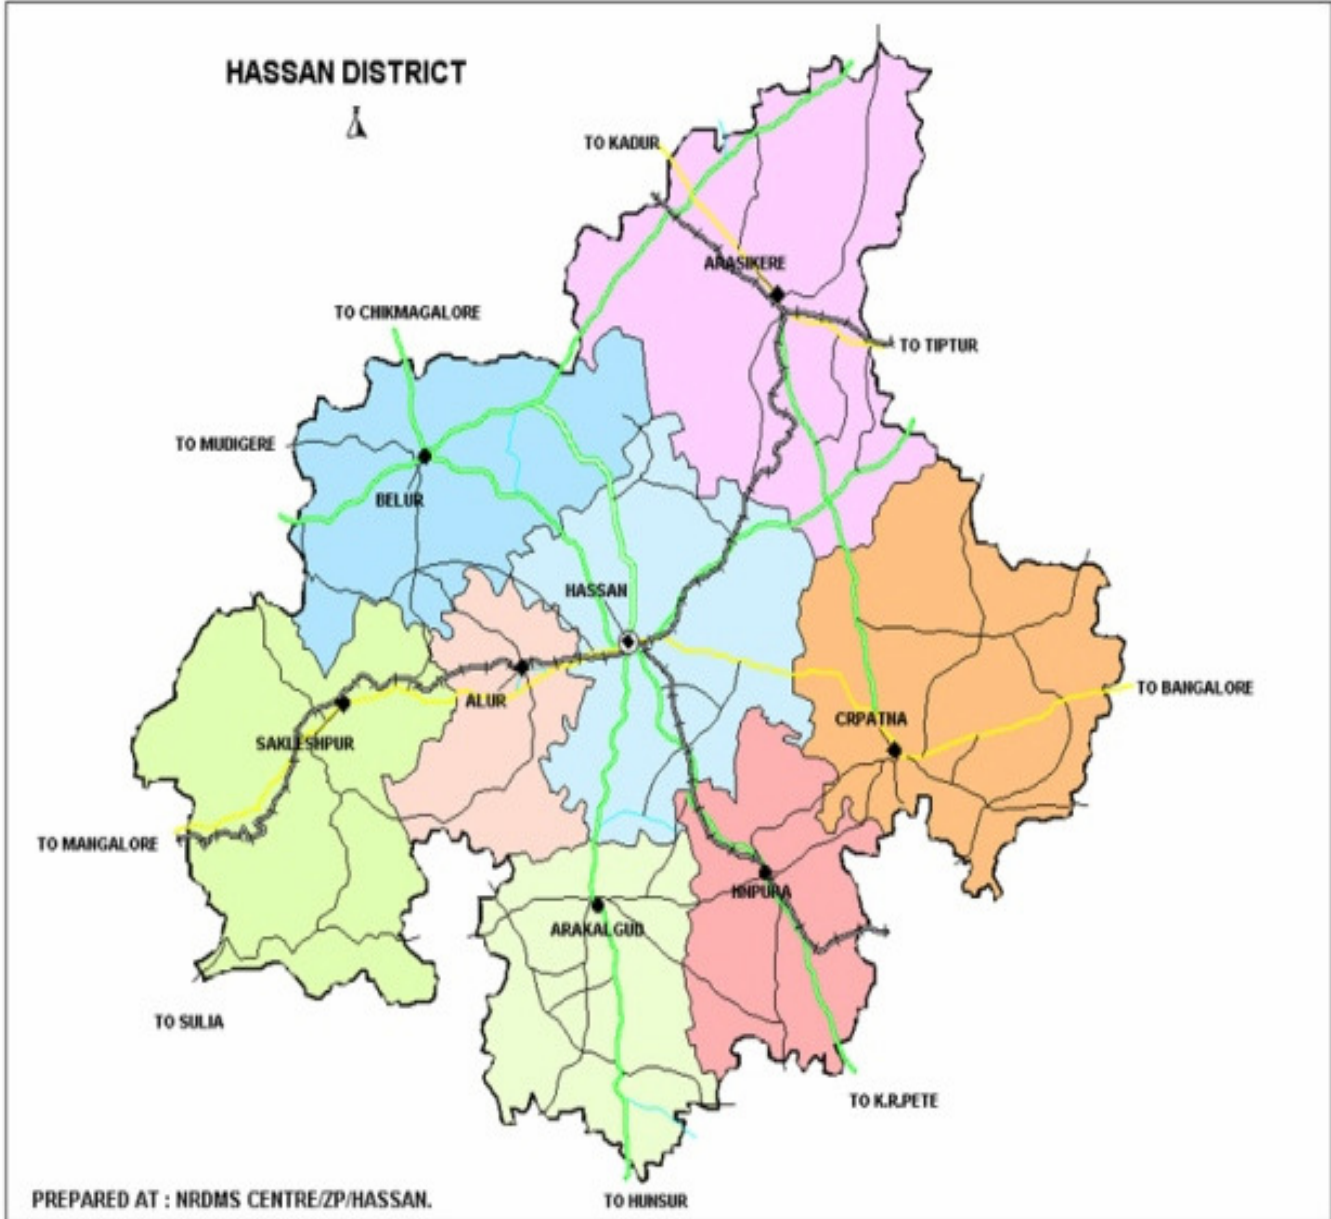 HASSAN DISTRICT
TO KADUR
ARASIKERE
TO CHIKMAGALORE
TO TIPTUR
TO MUDIGERE
BELUR
HASSAN
TO BANGALORE
ALUR
CRPATNA
SAKLESHPUR
TO MANGALORE
HNPURA
ARAKALGUD
TO SULIA
TO K.R.PETE
PREPARED AT : NRDMS CENTRE/ZP/HASSAN.
TO HUNSUR